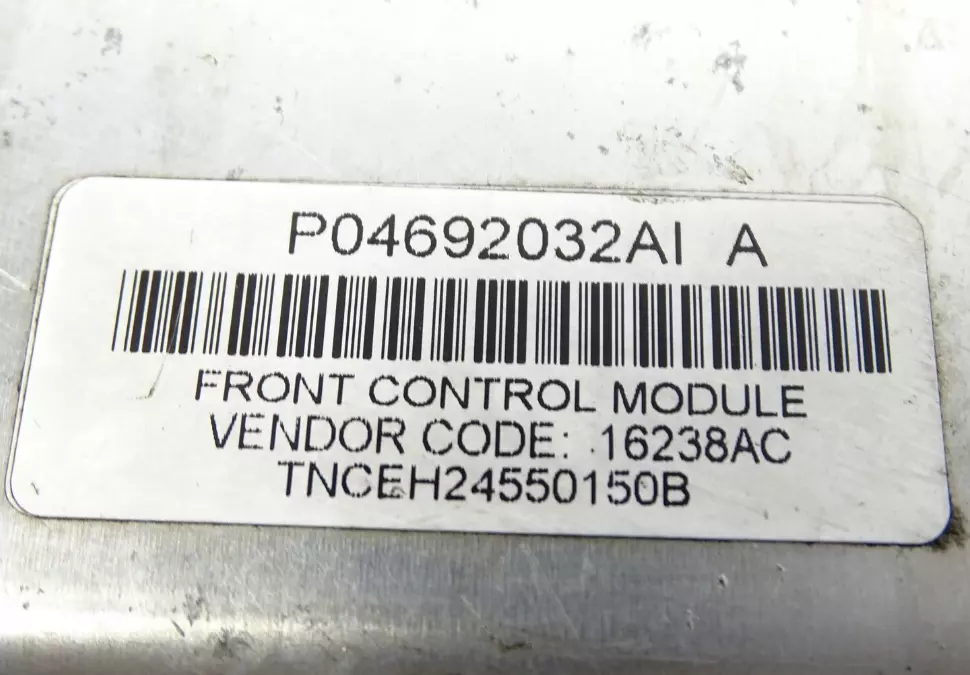 P04692032AI A
FRONT CONTROL MODULE
VENDOR CODE: 16238AC
TNCEH24550150B